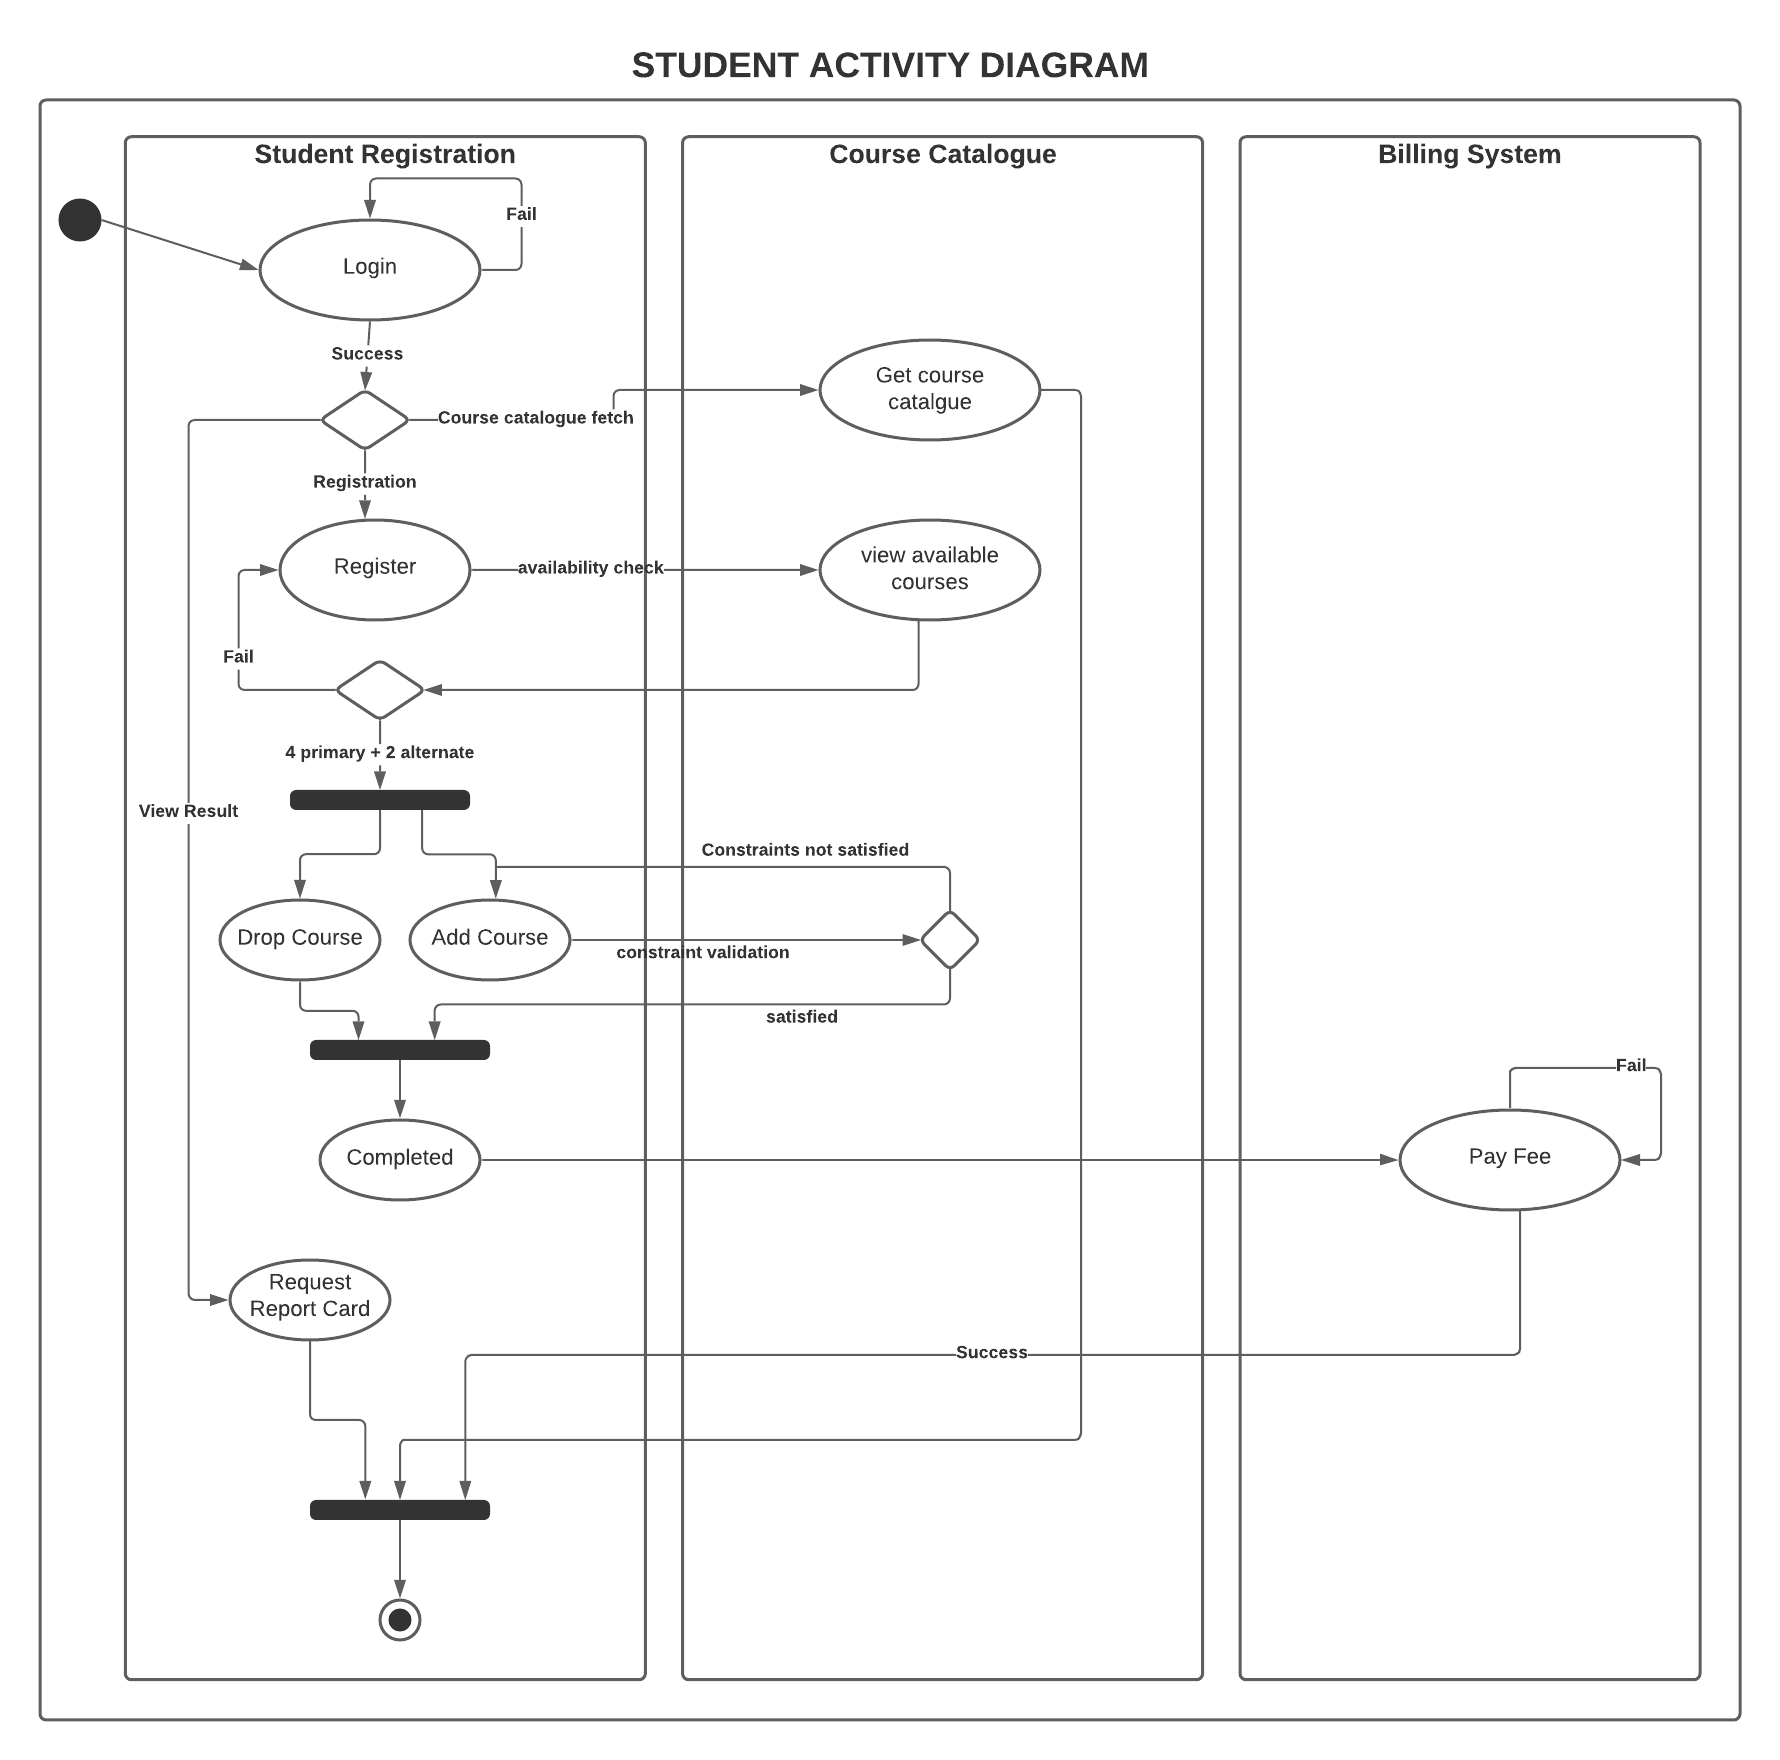 STUDENT ACTIVITY DIAGRAM
Student Registration
Course Catalogue
Billing System
Fail
Login
Success
Get course
catalgue
Course catalogue fetch
Registration
Register
availability check
view available
courses
Fail
4 primary + 2 alternate
View Result
Constraints not satisfied
Drop Course
Add Course
constraint validation
satisfied
Fail
Completed
Pay Fee
Request
Report Card
Success